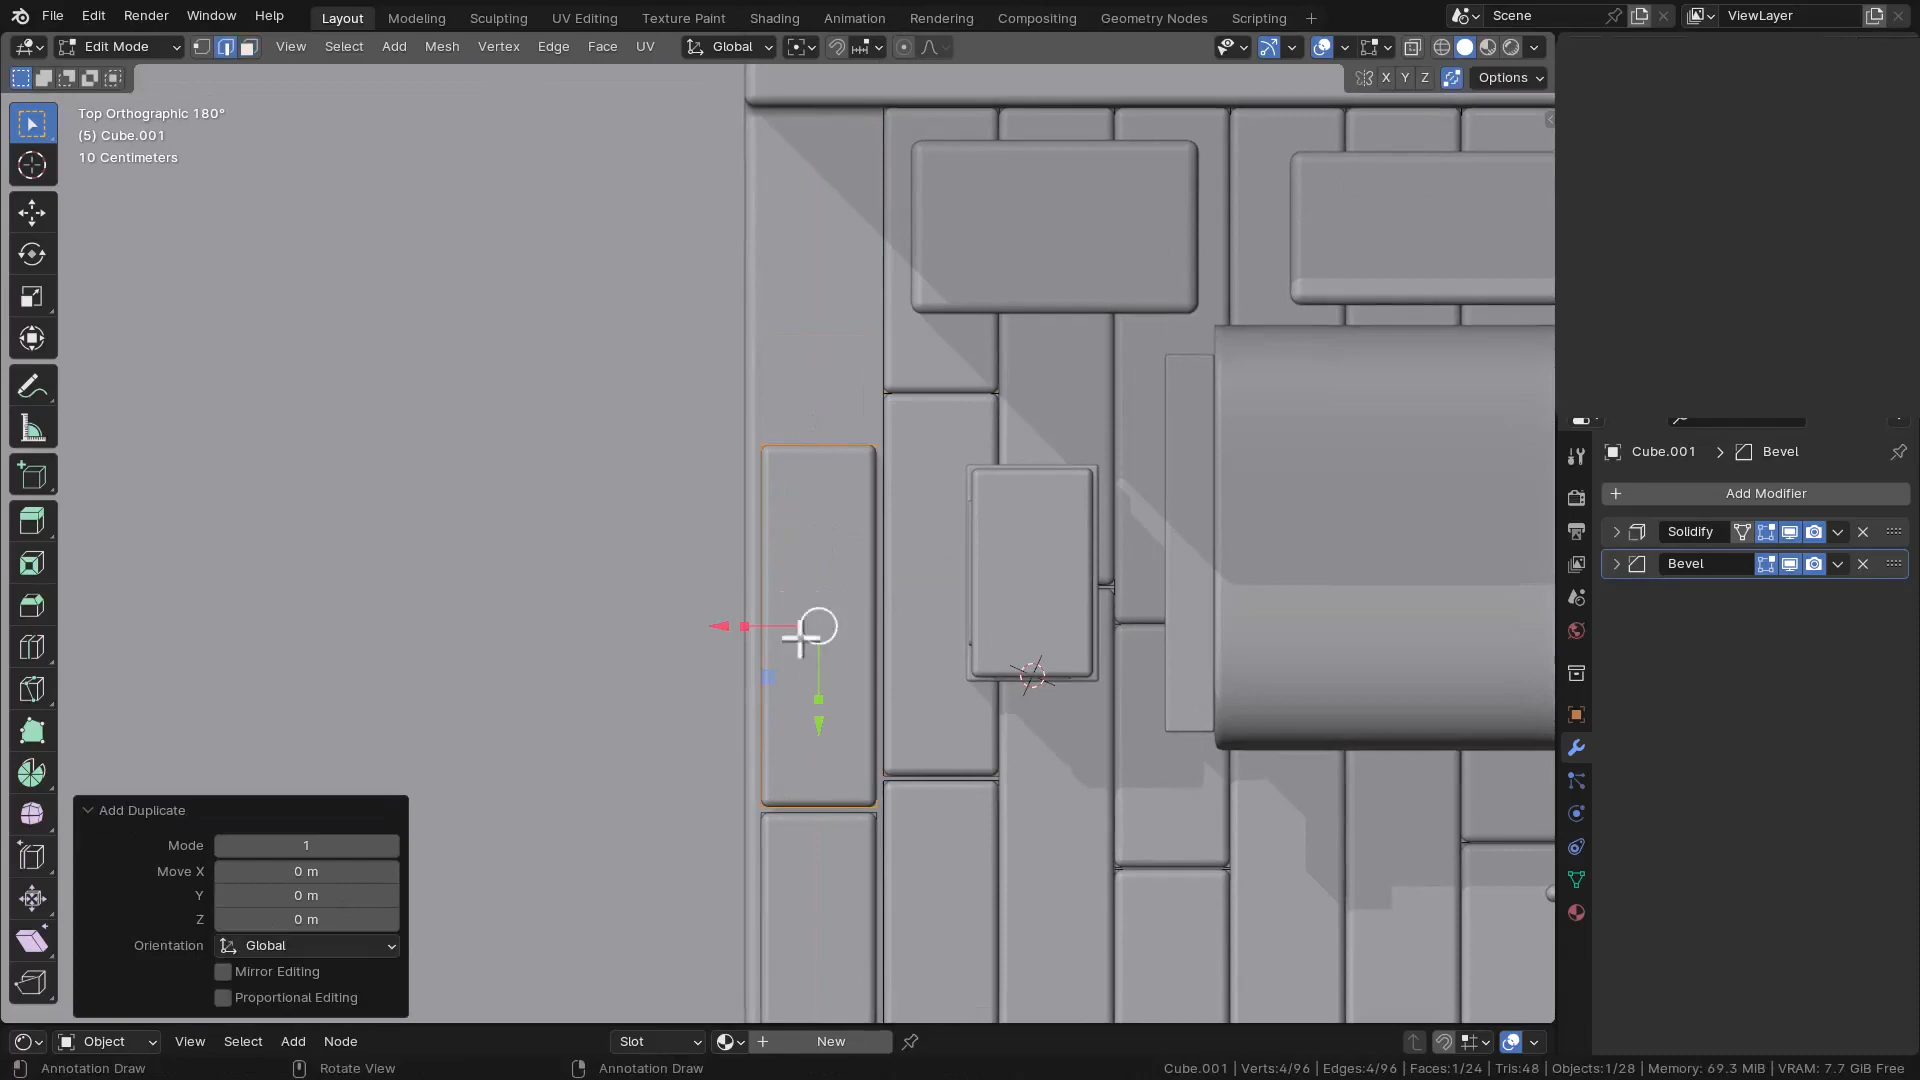 File Edit Render Window Help Layout Modeling Sculpting UV Editing Texture Paint Shading Animation Rendering Compositing Geometry Nodes Scripting + Scene ViewLayer
Edit Mode View Select Add Mesh Vertex Edge Face UV Global
X Y Z Options
Top Orthographic 180°
(5) Cube.001
10 Centimeters
Cube.001 > Bevel
Add Modifier
Solidify
Bevel
Add Duplicate
Mode 1
Move X 0 m
Y 0 m
Z 0 m
Orientation Global
Mirror Editing
Proportional Editing
Object View Select Add Node Slot New
Annotation Draw Rotate View Annotation Draw Cube.001 | Verts:4/96 | Edges:4/96 | Faces:1/24 | Tris:48 | Objects:1/28 | Memory: 69.3 MiB | VRAM: 7.7 GiB Free